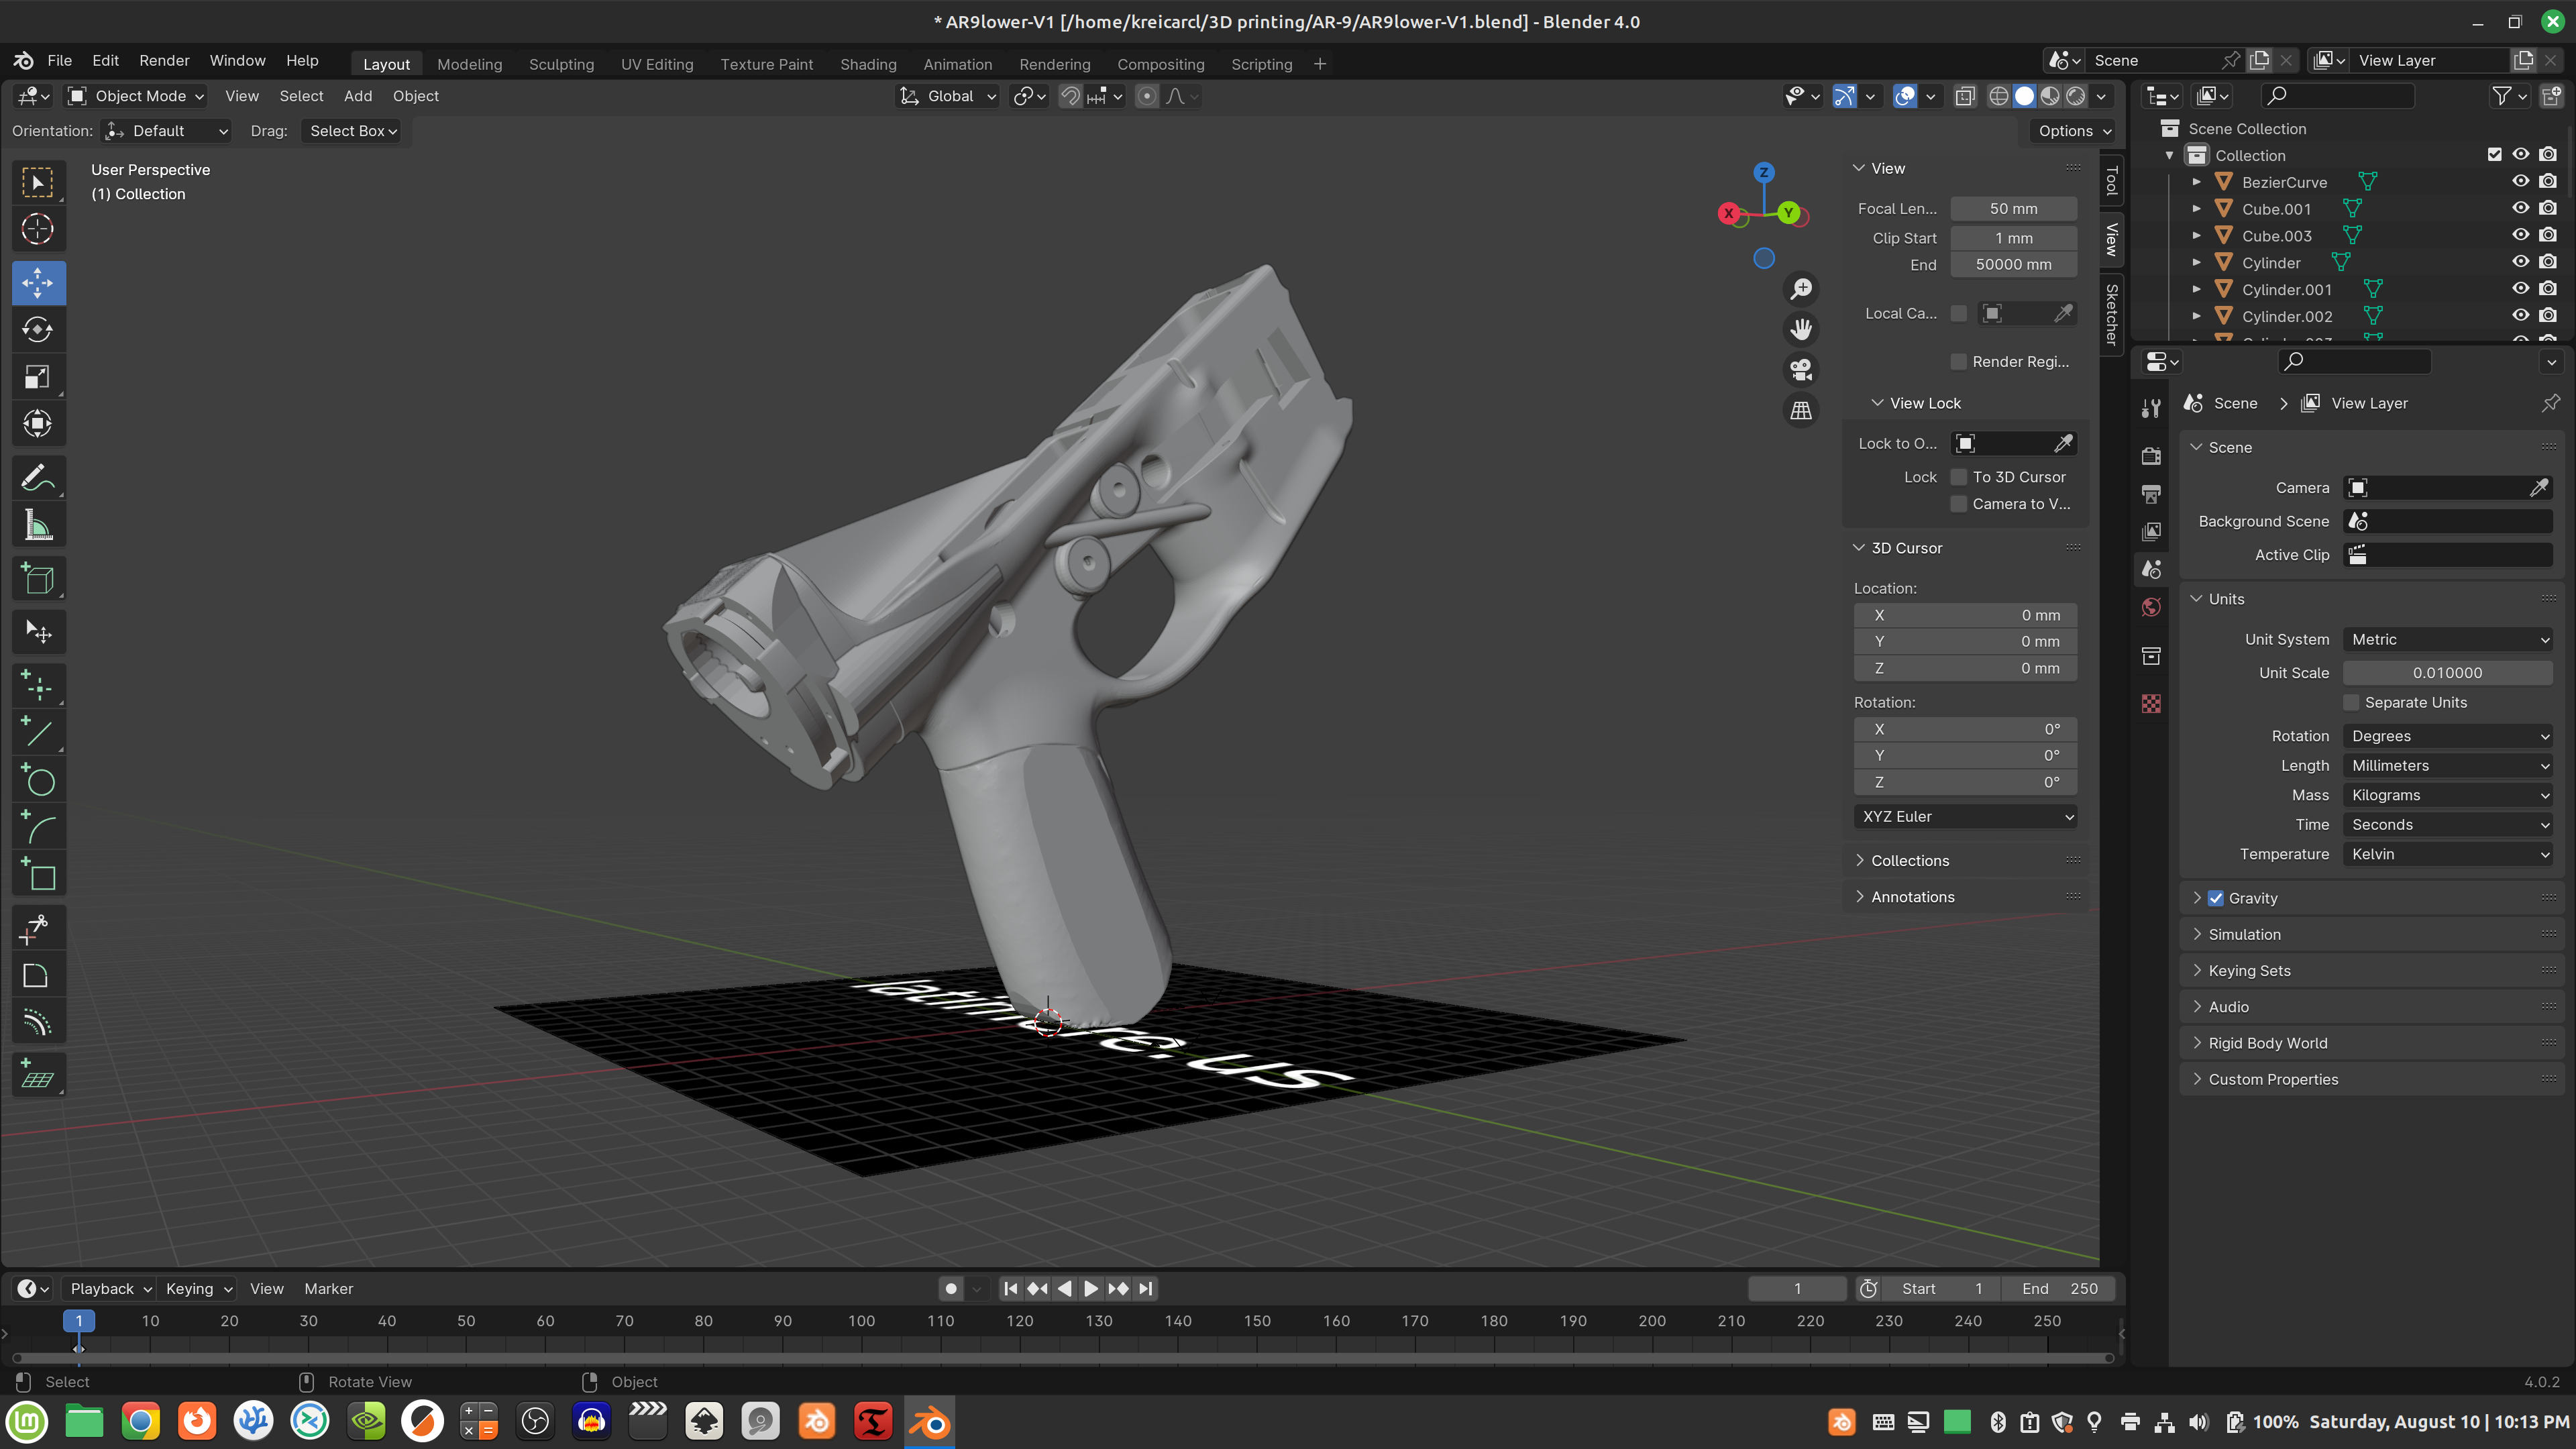 * AR9lower-V1 [/home/kreicarcl/3D printing/AR-9/AR9lower-V1.blend] - Blender 4.0
File Edit Render Window Help Layout Modeling Sculpting UV Editing Texture Paint Shading Animation Rendering Compositing Scripting + Scene View Layer
Object Mode View Select Add Object Global
Orientation: Default Drag: Select Box Options
User Perspective
(1) Collection
Z
X
Y
View
Focal Len... 50 mm
Clip Start 1 mm
End 50000 mm
Local Ca...
Render Regi...
View Lock
Lock to O...
Lock To 3D Cursor
Camera to V...
3D Cursor
Location:
X 0 mm
Y 0 mm
Z 0 mm
Rotation:
X 0°
Y 0°
Z 0°
XYZ Euler
Collections
Annotations
Tool
View
Sketcher
Scene Collection
Collection
BezierCurve
Cube.001
Cube.003
Cylinder
Cylinder.001
Cylinder.002
Scene > View Layer
Scene
Camera
Background Scene
Active Clip
Units
Unit System Metric
Unit Scale 0.010000
Separate Units
Rotation Degrees
Length Millimeters
Mass Kilograms
Time Seconds
Temperature Kelvin
Gravity
Simulation
Keying Sets
Audio
Rigid Body World
Custom Properties
Playback Keying View Marker 1 Start 1 End 250
1 10 20 30 40 50 60 70 80 90 100 110 120 130 140 150 160 170 180 190 200 210 220 230 240 250
Select Rotate View Object 4.0.2
100% Saturday, August 10 | 10:13 PM